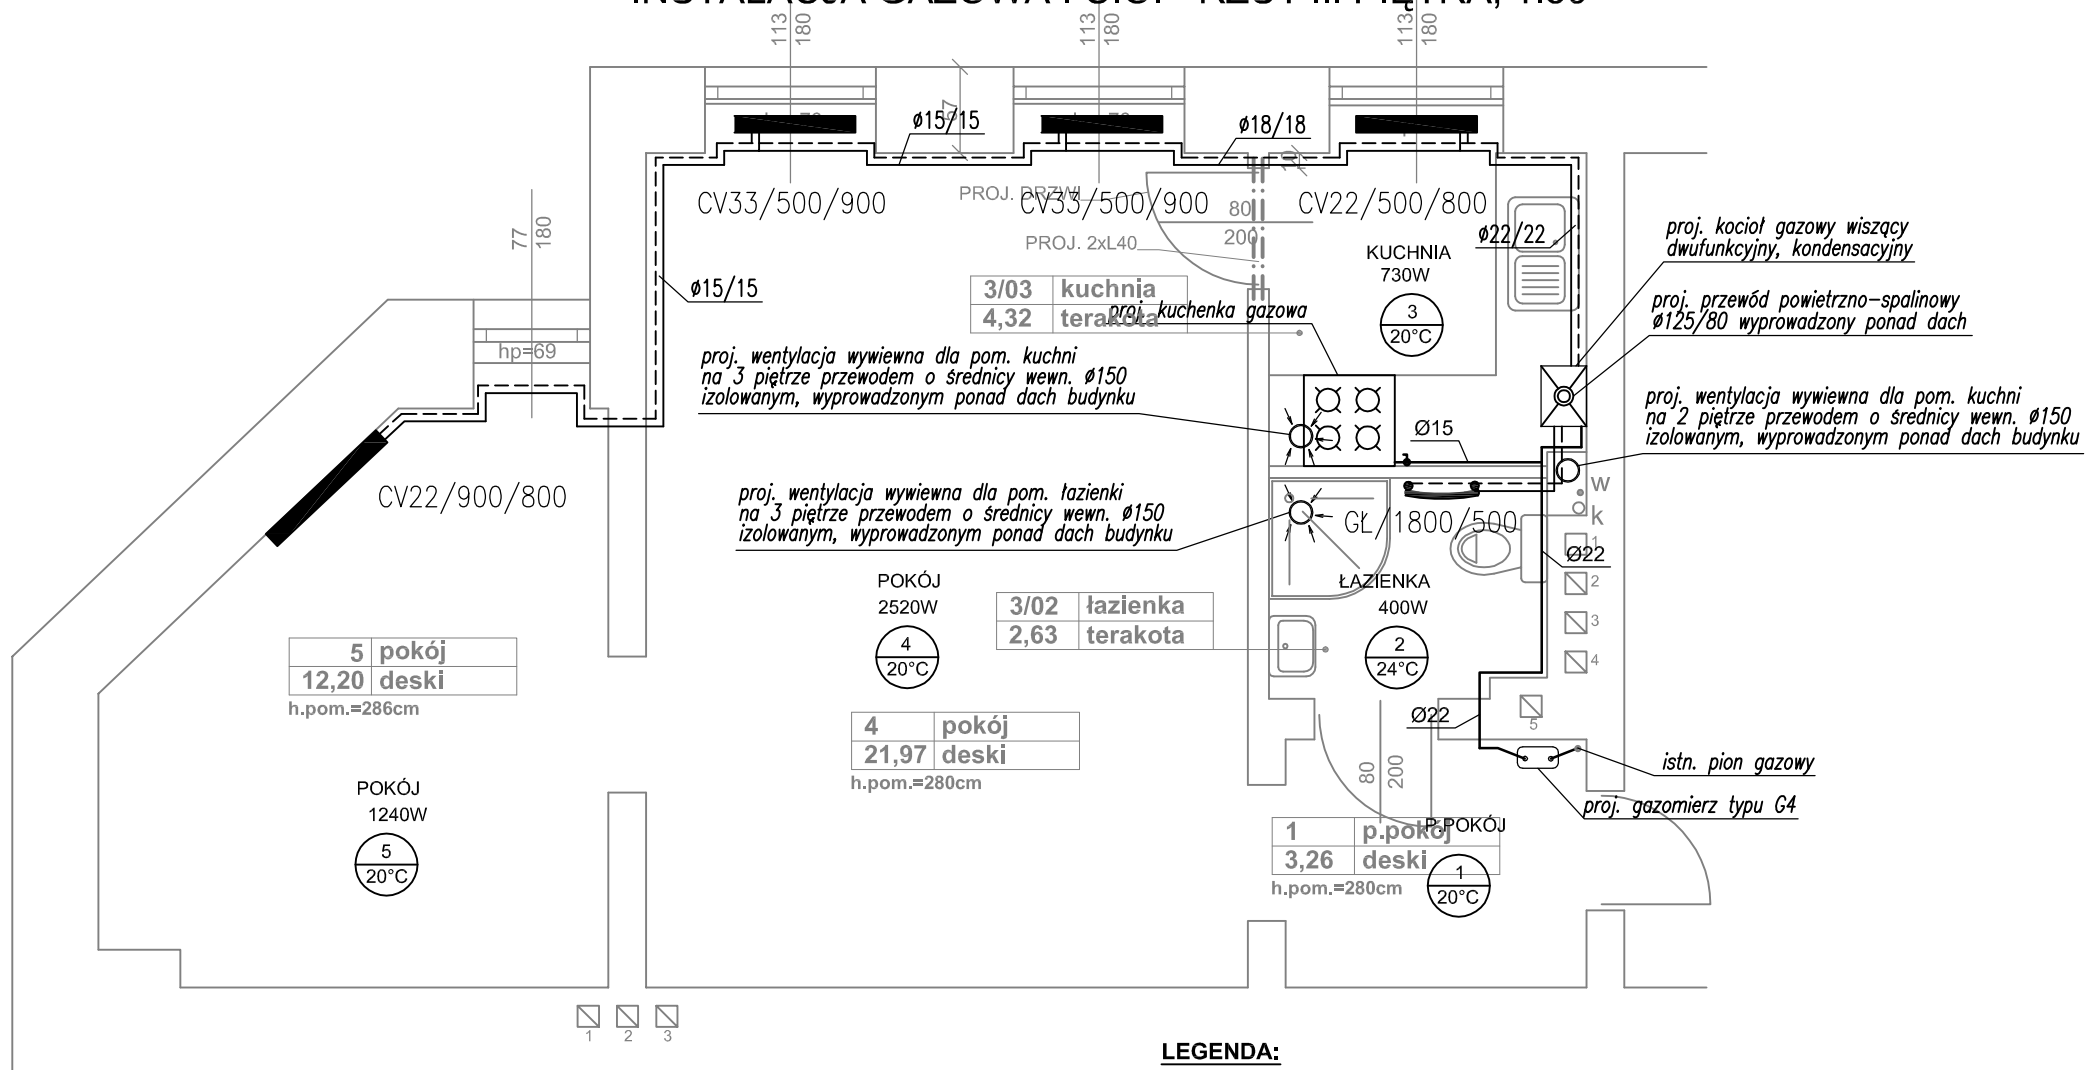 113
180
113
180
113
180
67
ø15/15
ø18/18
10
CV33/500/900
PROJ. DRZWI
CV33/500/900
80
200
CV22/500/800
PROJ. 2xL40
ø22/22
KUCHNIA
730W
3
20°C
proj. kocioł gazowy wiszący
dwufunkcyjny, kondensacyjny
77
180
ø15/15
3/03 kuchnia
4,32 terakota
proj. kuchenka gazowa
proj. przewód powietrzno-spalinowy
ø125/80 wyprowadzony ponad dach
hp=69
proj. wentylacja wywiewna dla pom. kuchni
na 3 piętrze przewodem o średnicy wewn. ø150
izolowanym, wyprowadzonym ponad dach budynku
proj. wentylacja wywiewna dla pom. kuchni
na 2 piętrze przewodem o średnicy wewn. ø150
izolowanym, wyprowadzonym ponad dach budynku
Ø15
CV22/900/800
proj. wentylacja wywiewna dla pom. łazienki
na 3 piętrze przewodem o średnicy wewn. ø150
izolowanym, wyprowadzonym ponad dach budynku
GŁ/1800/500
w
k
1
2
3
4
5
Ø22
POKÓJ
2520W
4
20°C
3/02 łazienka
2,63 terakota
ŁAZIENKA
400W
2
24°C
5 pokój
12,20 deski
h.pom.=286cm
4 pokój
21,97 deski
h.pom.=280cm
Ø22
80
200
istn. pion gazowy
proj. gazomierz typu G4
POKÓJ
1240W
5
20°C
1 p.pokój
3,26 deski
h.pom.=280cm
P.POKÓJ
1
20°C
1
2
3
LEGENDA: